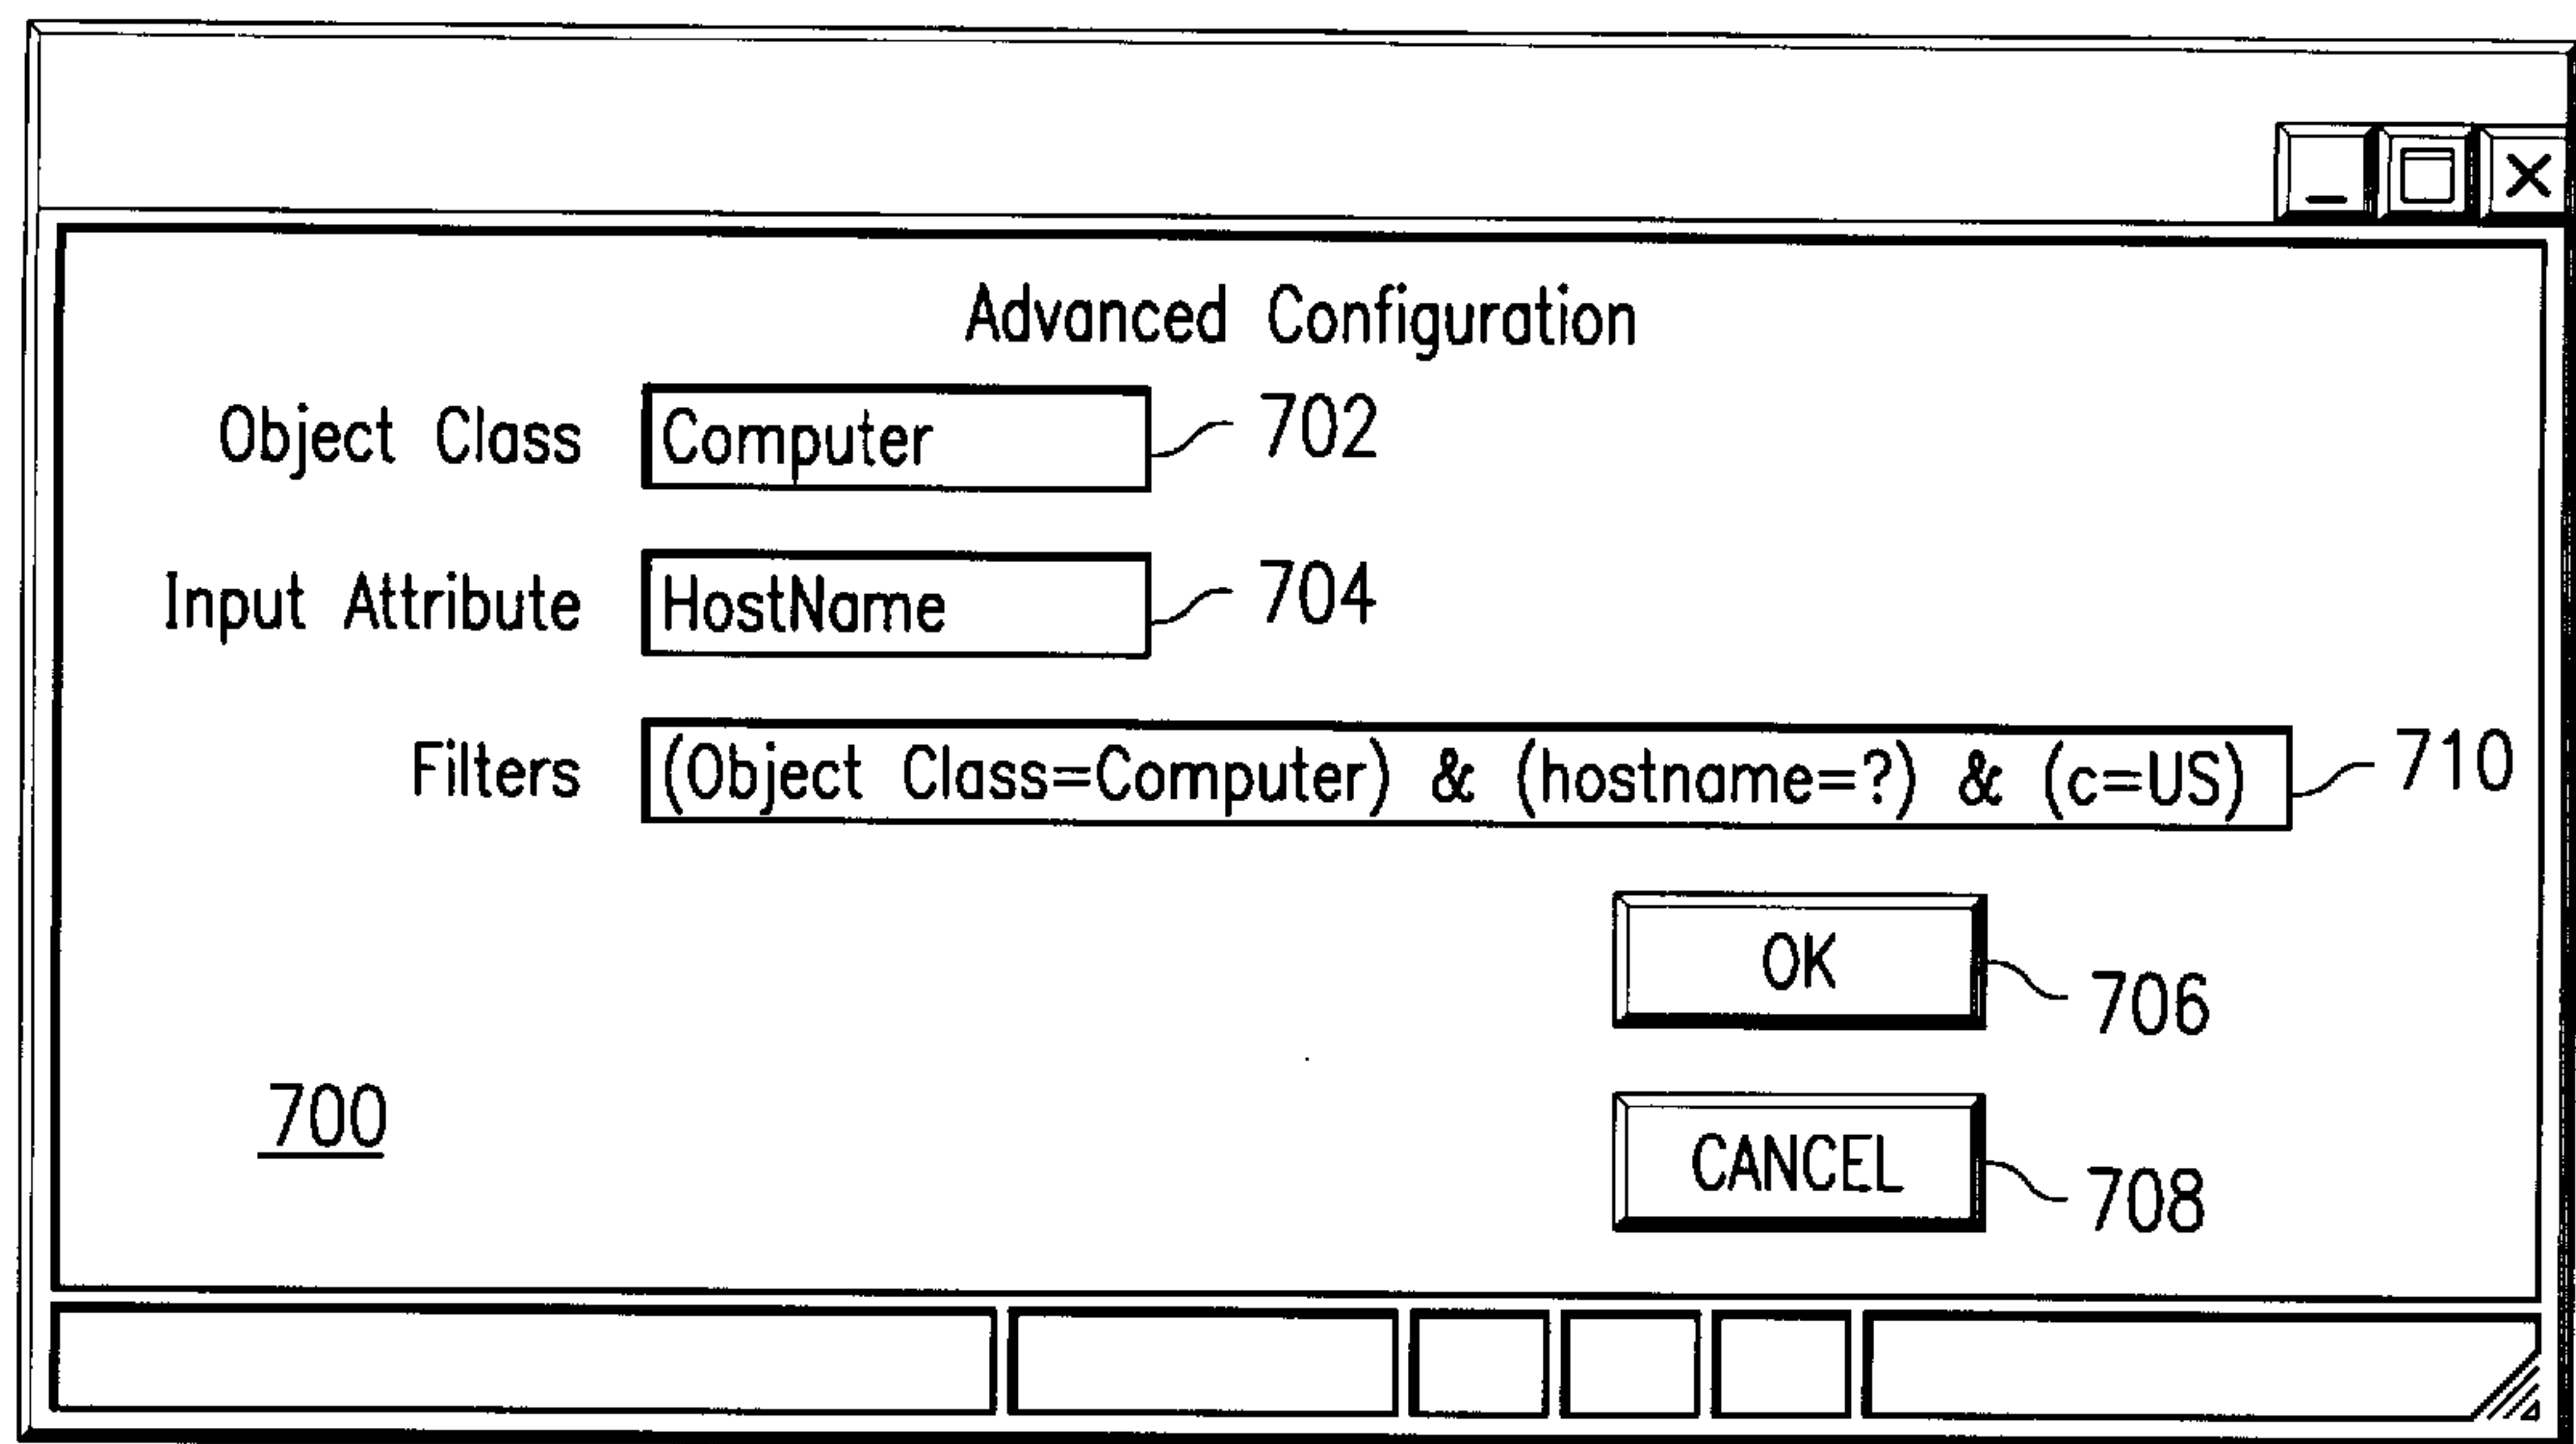 Advanced Configuration
Object Class Computer 702
Input Attribute HostName 704
Filters (Object Class=Computer) & (hostname=?) & (c=US) 710
OK 706
700
CANCEL 708